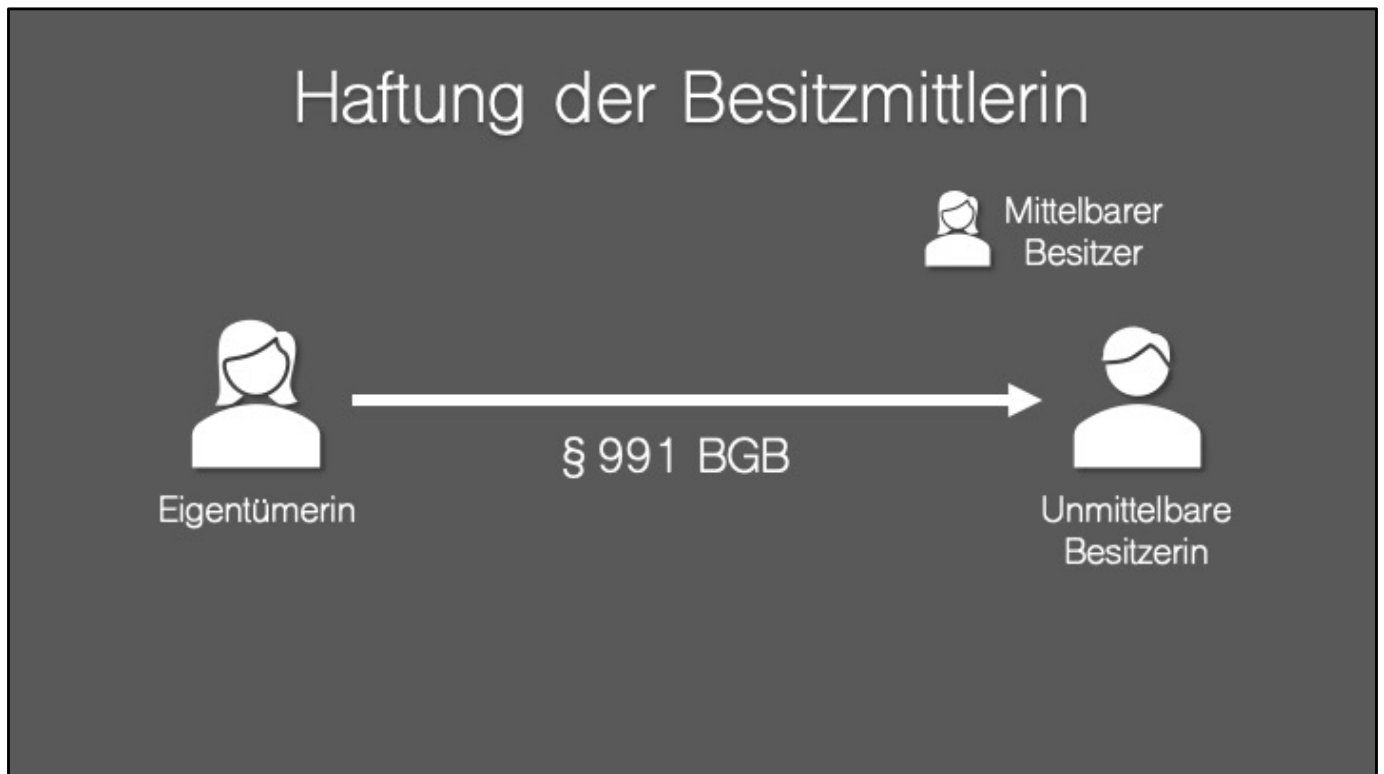 Haftung der Besitzmittlerin
Mittelbarer
Besitzer
§ 991 BGB
Eigentümerin
Unmittelbare
Besitzerin